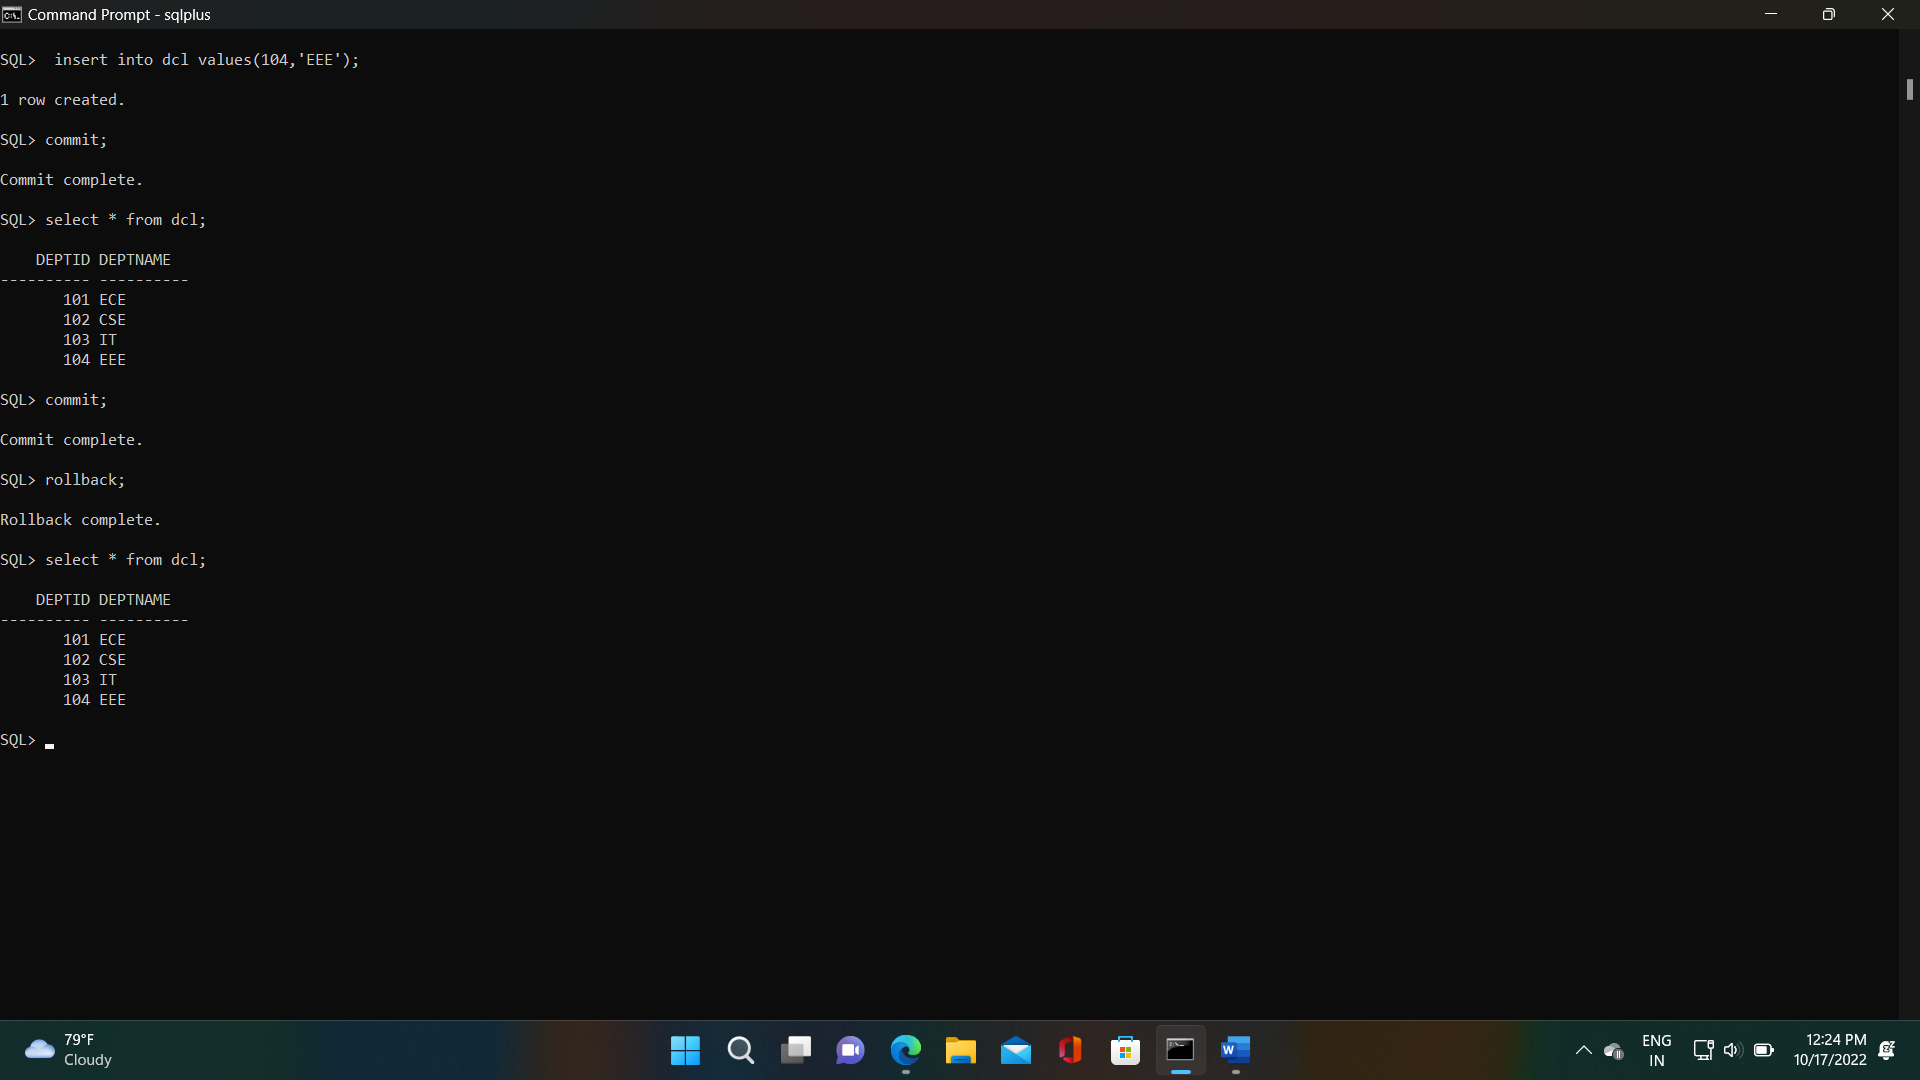 Command Prompt - sqlplus
SQL>  insert into dcl values(104,'EEE');
1 row created.
SQL> commit;
Commit complete.
SQL> select * from dcl;
    DEPTID DEPTNAME
---------- ----------
       101 ECE
       102 CSE
       103 IT
       104 EEE
SQL> commit;
Commit complete.
SQL> rollback;
Rollback complete.
SQL> select * from dcl;
    DEPTID DEPTNAME
---------- ----------
       101 ECE
       102 CSE
       103 IT
       104 EEE
SQL>
79°F
Cloudy
ENG
IN
12:24 PM
10/17/2022